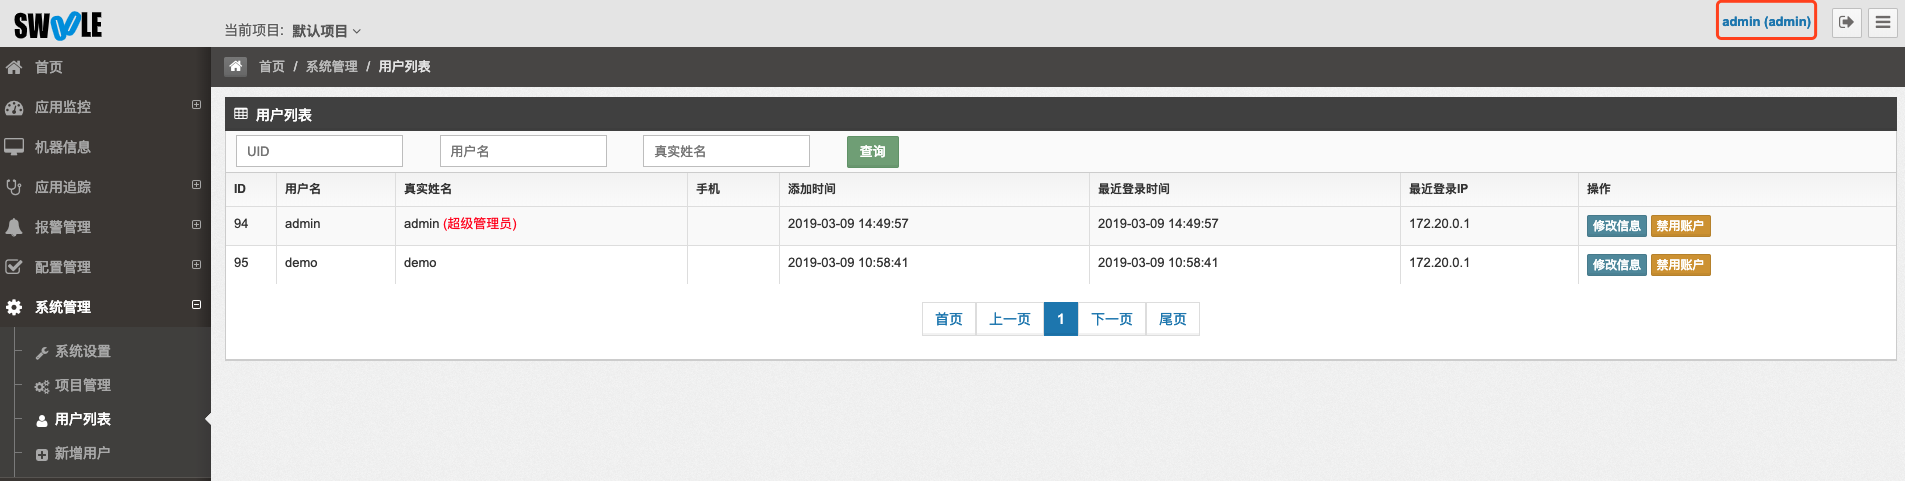 SWOOLE
当前项目: 默认项目
admin (admin)
首页
应用监控
机器信息
应用追踪
报警管理
配置管理
系统管理
系统设置
项目管理
用户列表
新增用户
首页 / 系统管理 / 用户列表
用户列表
UID 用户名 真实姓名 查询
ID 用户名 真实姓名 手机 添加时间 最近登录时间 最近登录IP 操作
94 admin admin (超级管理员) 2019-03-09 14:49:57 2019-03-09 14:49:57 172.20.0.1 修改信息 禁用账户
95 demo demo 2019-03-09 10:58:41 2019-03-09 10:58:41 172.20.0.1 修改信息 禁用账户
首页 上一页 1 下一页 尾页